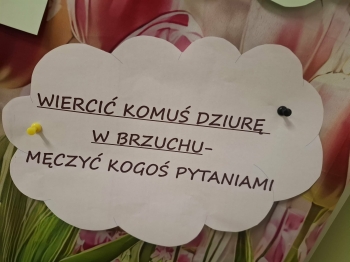 WIERCIĆ KOMUŚ DZIURĘ
W BRZUCHU-
MĘCZYĆ KOGOŚ PYTANIAMI